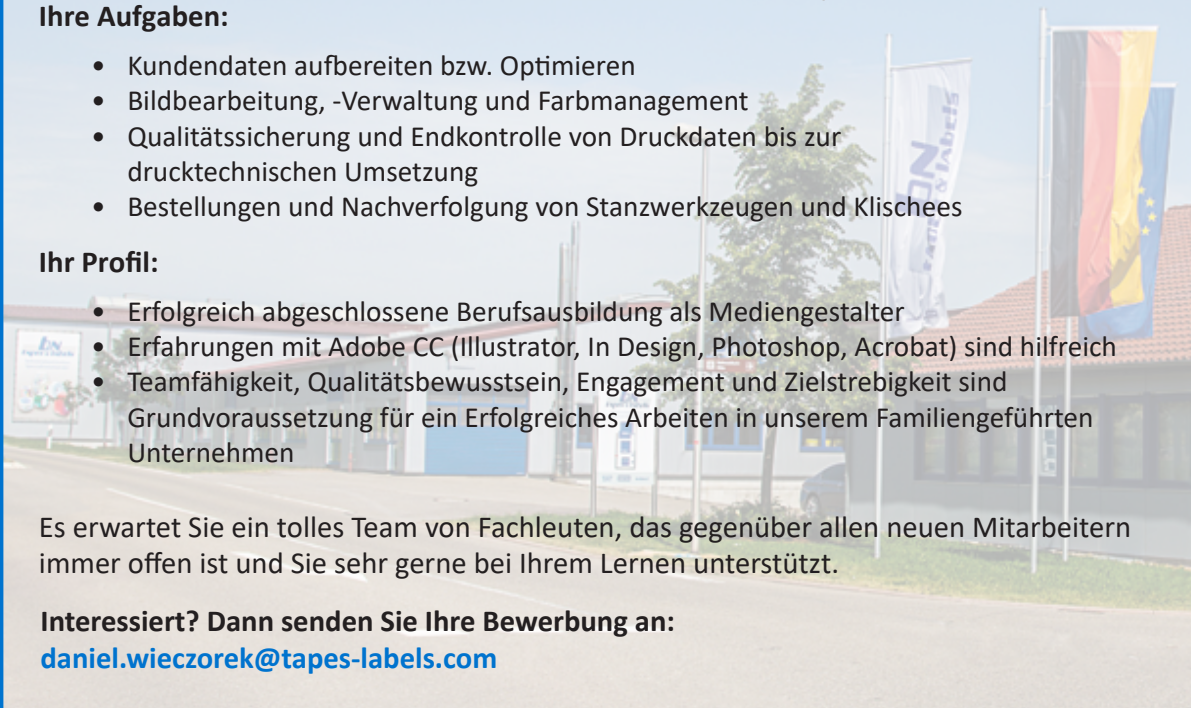 Ihre Aufgaben:
• Kundendaten aufbereiten bzw. Optimieren
• Bildbearbeitung, -Verwaltung und Farbmanagement
• Qualitätssicherung und Endkontrolle von Druckdaten bis zur
drucktechnischen Umsetzung
• Bestellungen und Nachverfolgung von Stanzwerkzeugen und Klischees
Ihr Profil:
• Erfolgreich abgeschlossene Berufsausbildung als Mediengestalter
• Erfahrungen mit Adobe CC (Illustrator, In Design, Photoshop, Acrobat) sind hilfreich
• Teamfähigkeit, Qualitätsbewusstsein, Engagement und Zielstrebigkeit sind
Grundvoraussetzung für ein Erfolgreiches Arbeiten in unserem Familiengeführten
Unternehmen
Es erwartet Sie ein tolles Team von Fachleuten, das gegenüber allen neuen Mitarbeitern
immer offen ist und Sie sehr gerne bei Ihrem Lernen unterstützt.
Interessiert? Dann senden Sie Ihre Bewerbung an:
daniel.wieczorek@tapes-labels.com